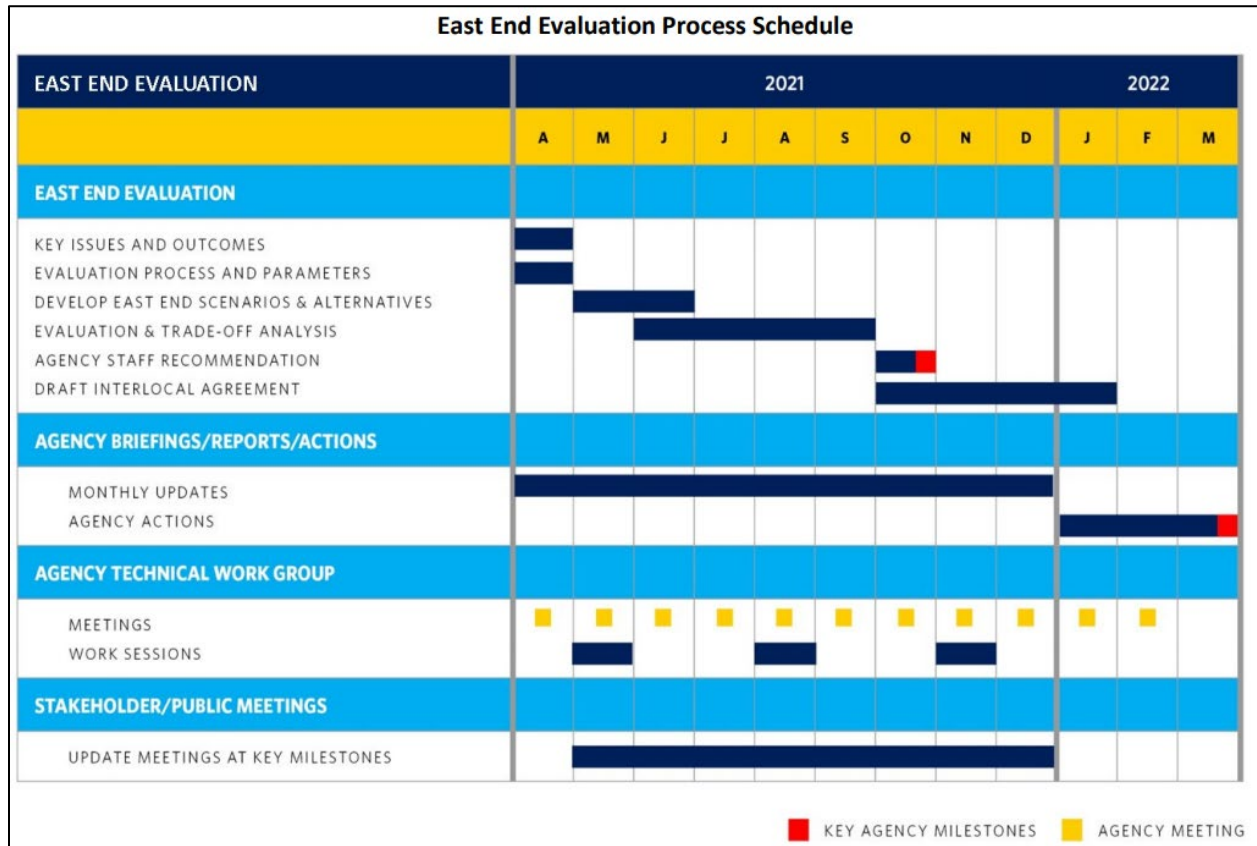 East End Evaluation Process Schedule
EAST END EVALUATION 2021 2022
A M J J A S O N D J F M
EAST END EVALUATION
KEY ISSUES AND OUTCOMES
EVALUATION PROCESS AND PARAMETERS
DEVELOP EAST END SCENARIOS & ALTERNATIVES
EVALUATION & TRADE-OFF ANALYSIS
AGENCY STAFF RECOMMENDATION
DRAFT INTERLOCAL AGREEMENT
AGENCY BRIEFINGS/REPORTS/ACTIONS
MONTHLY UPDATES
AGENCY ACTIONS
AGENCY TECHNICAL WORK GROUP
MEETINGS
WORK SESSIONS
STAKEHOLDER/PUBLIC MEETINGS
UPDATE MEETINGS AT KEY MILESTONES
KEY AGENCY MILESTONES AGENCY MEETING